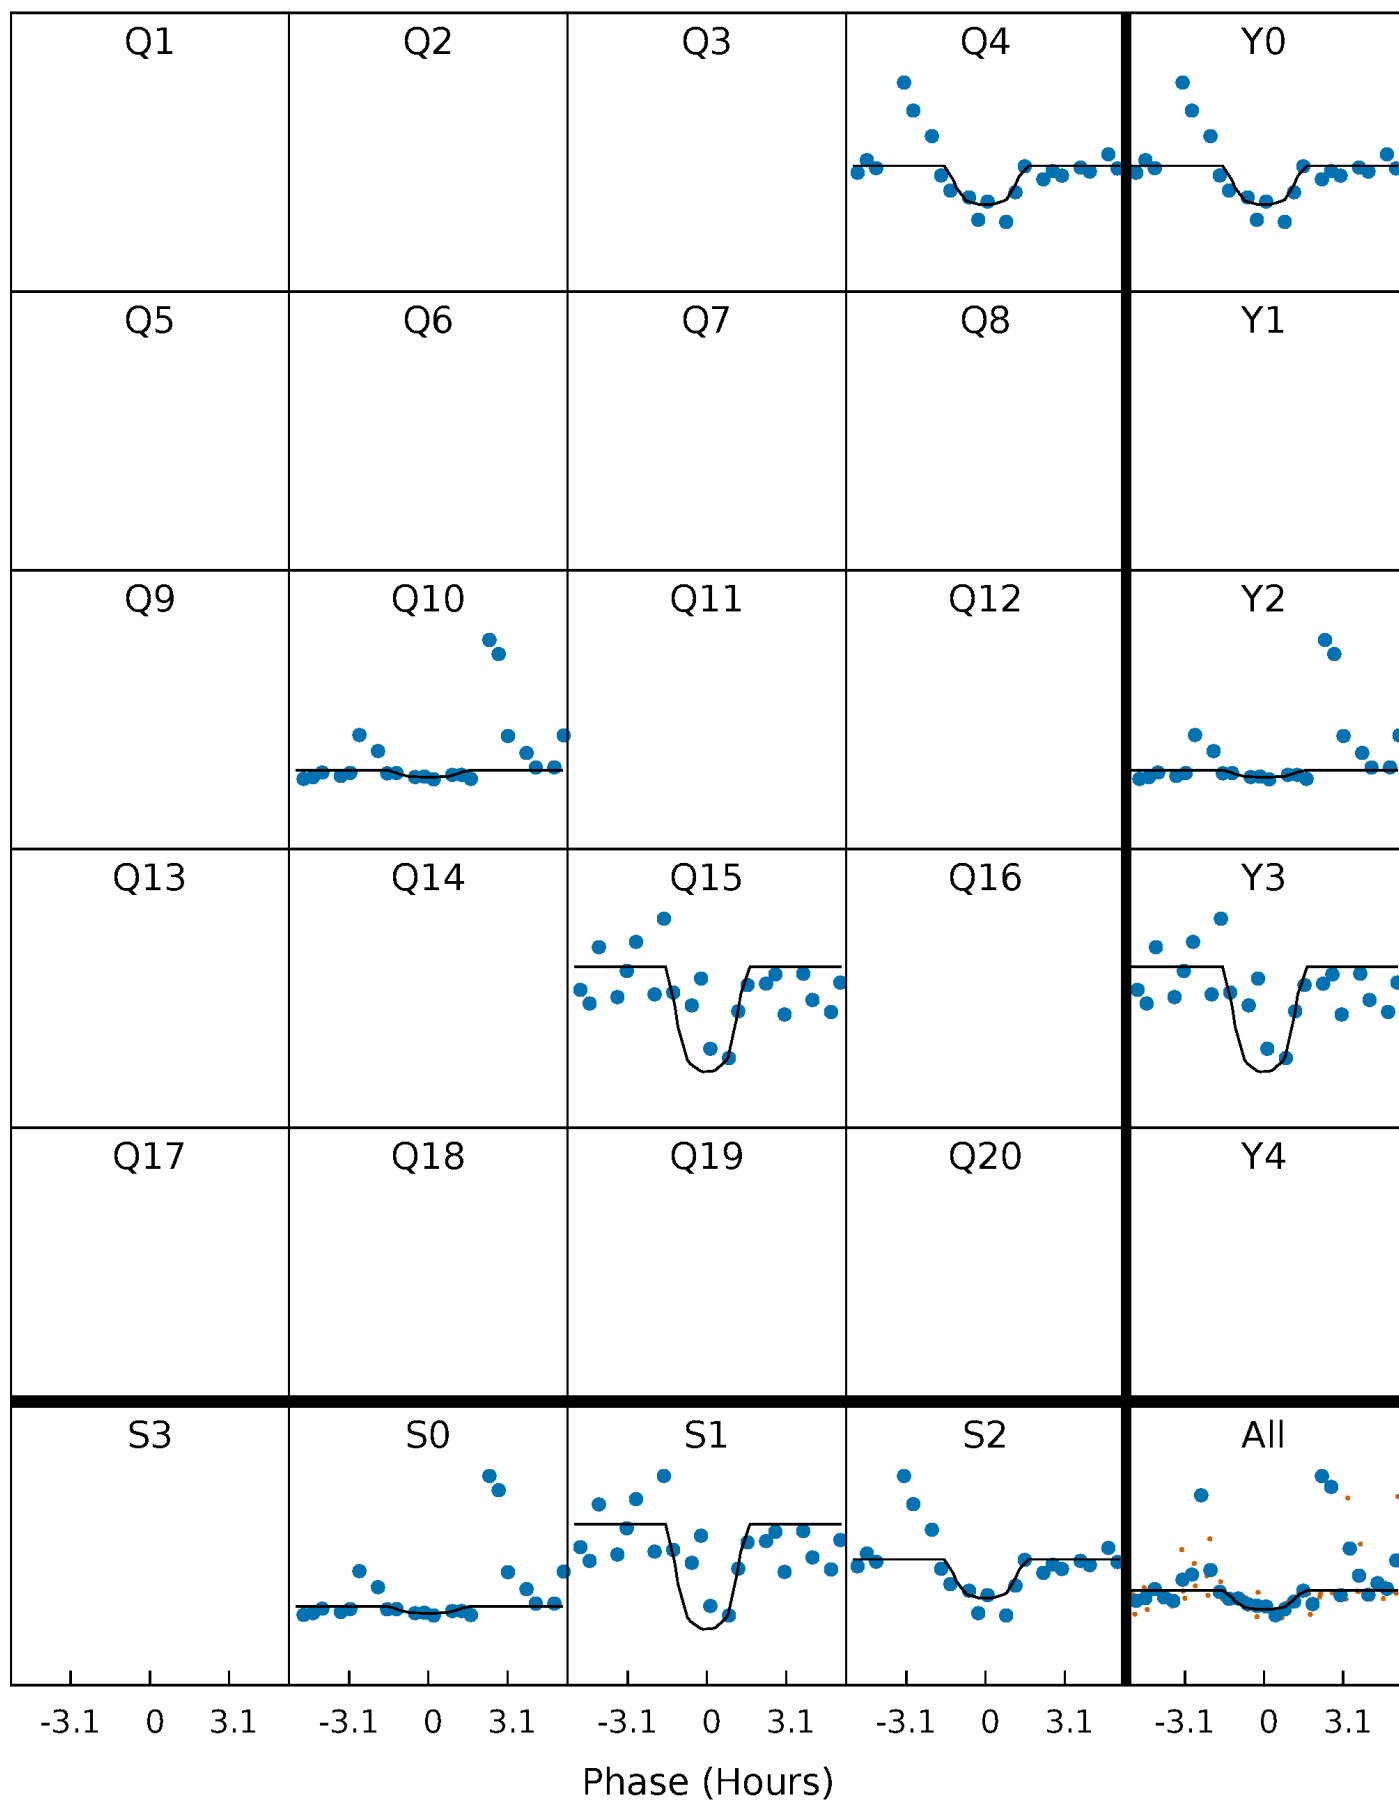 Q1 Q2 Q3 Q4 Y0
Q5 Q6 Q7 Q8 Y1
Q9 Q10 Q11 Q12 Y2
Q13 Q14 Q15 Q16 Y3
Q17 Q18 Q19 Q20 Y4
S3 S0 S1 S2 All
-3.1 0 3.1 -3.1 0 3.1 -3.1 0 3.1 -3.1 0 3.1 -3.1 0 3.1
Phase (Hours)